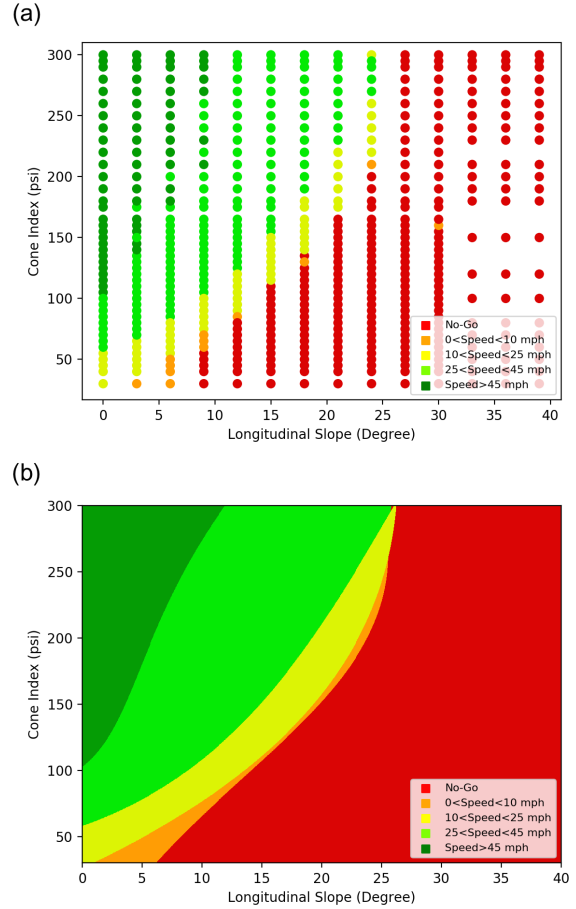 (a)
300
250
200
150
100
50
Cone Index (psi)
No-Go
0<Speed<10 mph
10<Speed<25 mph
25<Speed<45 mph
Speed>45 mph
0 5 10 15 20 25 30 35 40
Longitudinal Slope (Degree)
(b)
300
250
200
150
100
50
Cone Index (psi)
No-Go
0<Speed<10 mph
10<Speed<25 mph
25<Speed<45 mph
Speed>45 mph
0 5 10 15 20 25 30 35 40
Longitudinal Slope (Degree)